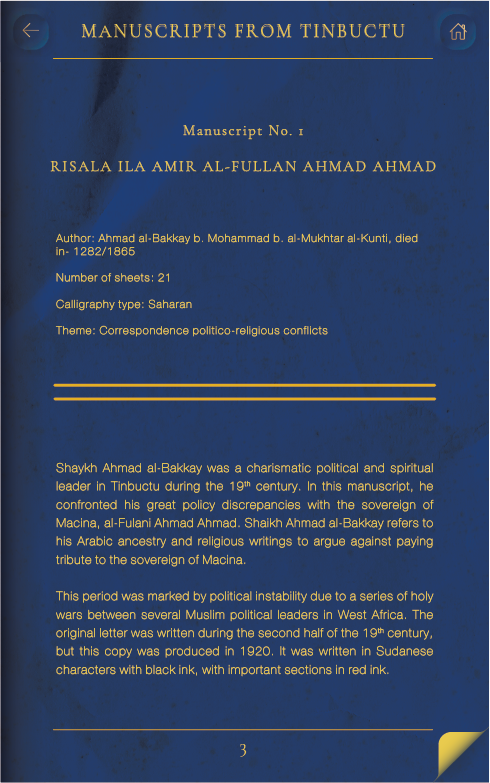 MANUSCRIPTS FROM TINBUCTU
Manuscript No. 1
RISALA ILA AMIR AL-FULLAN AHMAD AHMAD
Author: Ahmad al-Bakkay b. Mohammad b. al-Mukhtar al-Kunti, died
in- 1282/1865
Number of sheets: 21
Calligraphy type: Saharan
Theme: Correspondence politico-religious conflicts
Shaykh Ahmad al-Bakkay was a charismatic political and spiritual
leader in Tinbuctu during the 19th century. In this manuscript, he
confronted his great policy discrepancies with the sovereign of
Macina, al-Fulani Ahmad Ahmad. Shaikh Ahmad al-Bakkay refers to
his Arabic ancestry and religious writings to argue against paying
tribute to the sovereign of Macina.
This period was marked by political instability due to a series of holy
wars between several Muslim political leaders in West Africa. The
original letter was written during the second half of the 19th century,
but this copy was produced in 1920. It was written in Sudanese
characters with black ink, with important sections in red ink.
3